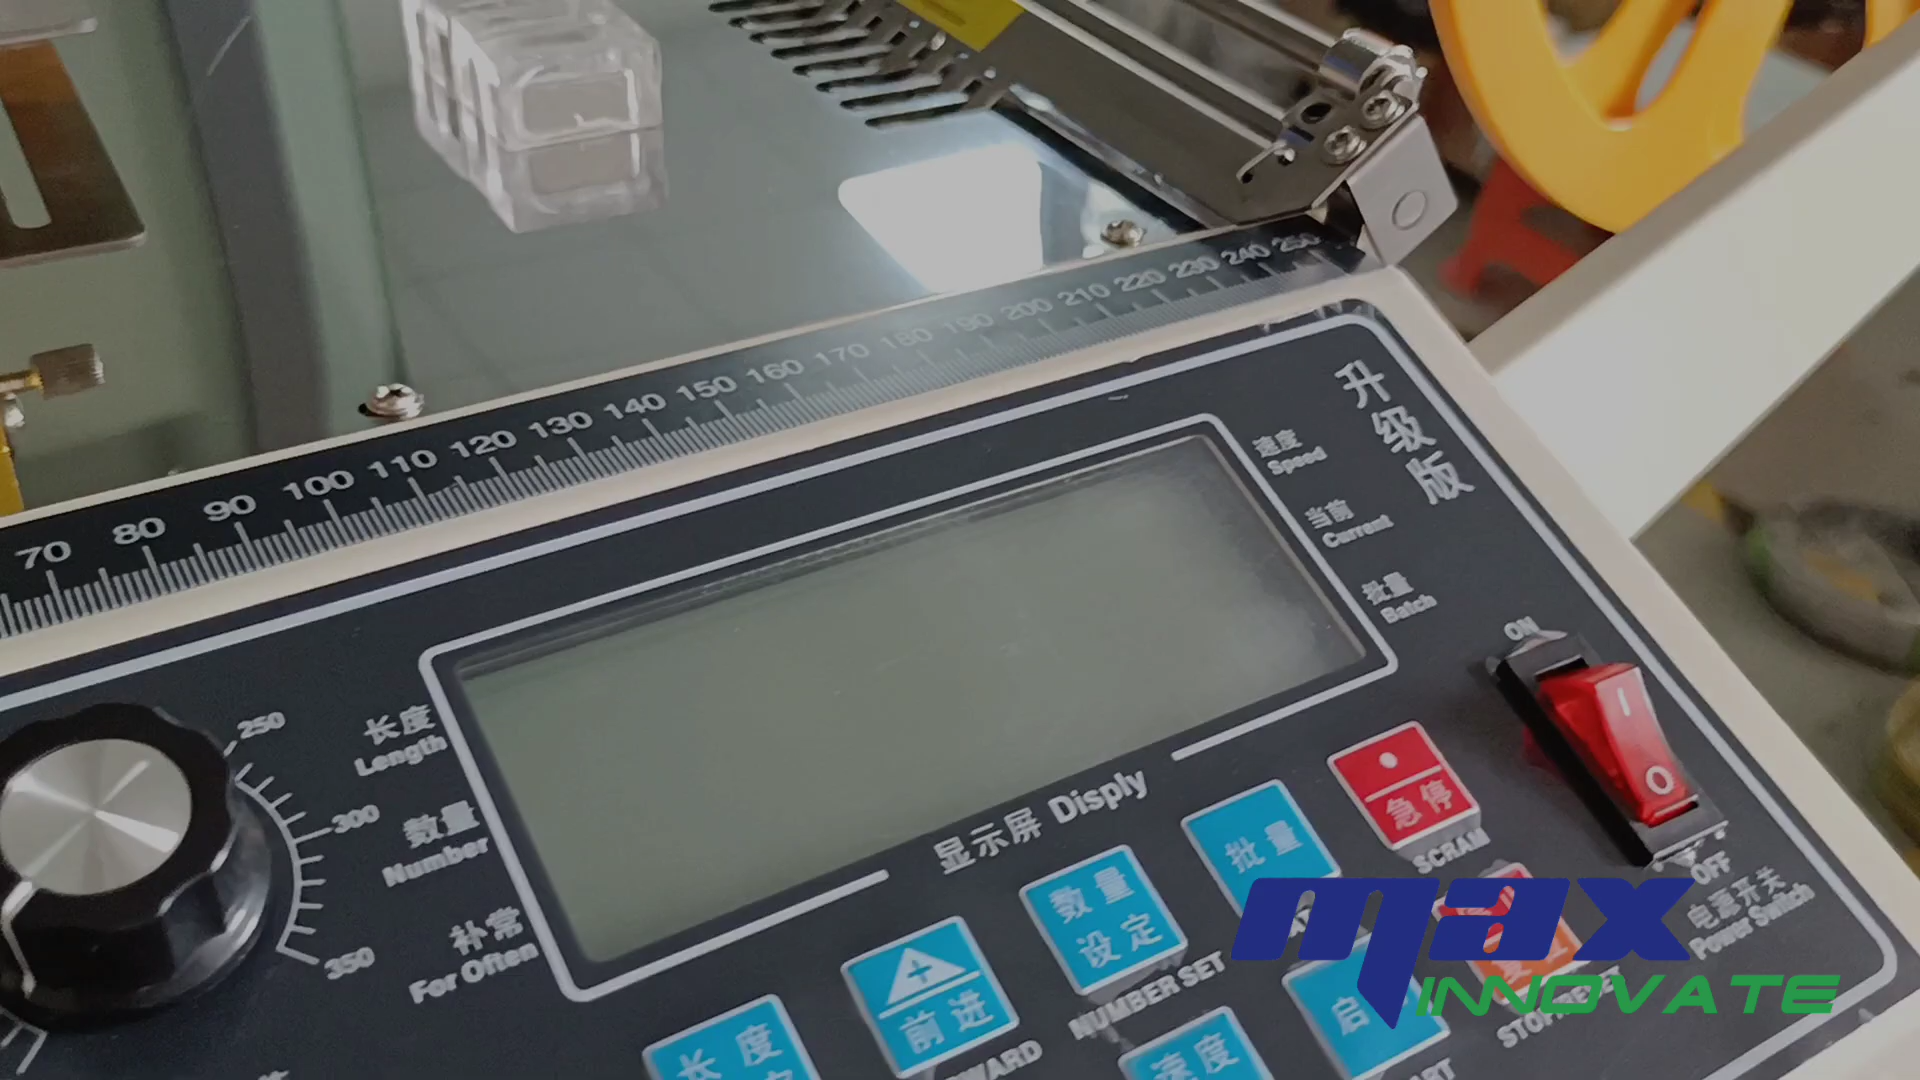 70 80 90 100 110 120 130 140 150 160 170 180 190 200 210 220 230 240 250
升级版
速度
Speed
当前
Current
批量
Batch
250
300
350
长度
Length
数量
Number
补常
For Often
显示屏 Disply
ON
I
O
OFF
电源开关
Power Switch
急停
SCRAM
批量
数量
设定
NUMBER SET
+
前进
长度
速度
启
max
INNOVATE